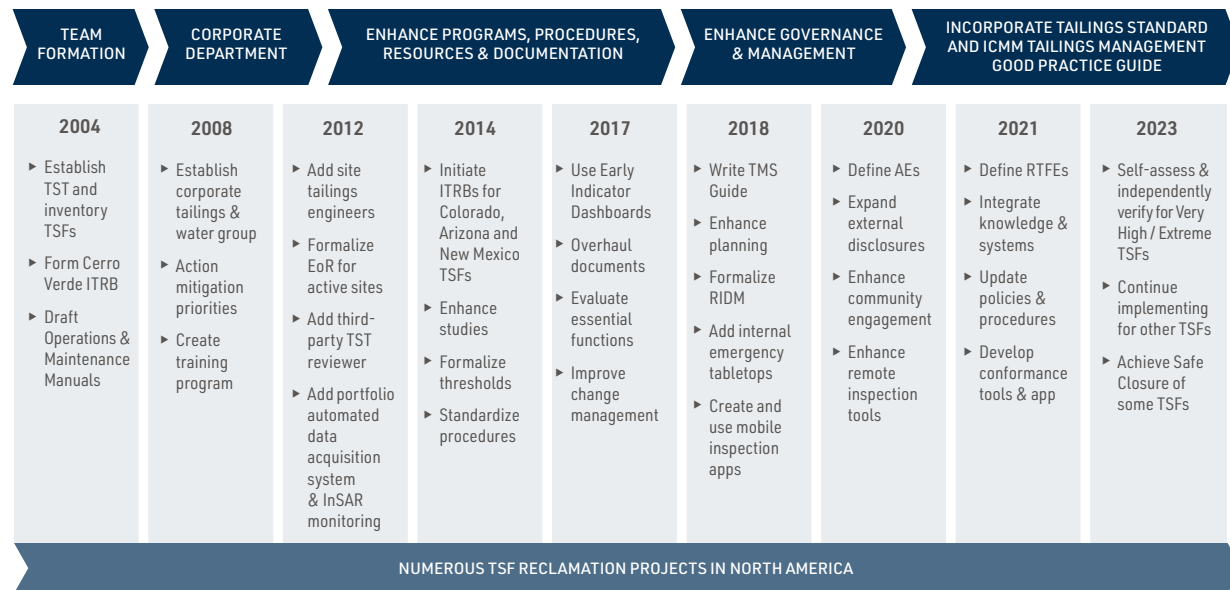 TEAM
FORMATION
CORPORATE
DEPARTMENT
ENHANCE PROGRAMS, PROCEDURES,
RESOURCES & DOCUMENTATION
ENHANCE GOVERNANCE
& MANAGEMENT
INCORPORATE TAILINGS STANDARD
AND ICMM TAILINGS MANAGEMENT
GOOD PRACTICE GUIDE
2004
▸ Establish
TST and
inventory
TSFs
▸ Form Cerro
Verde ITRB
▸ Draft
Operations &
Maintenance
Manuals
2008
▸ Establish
corporate
tailings &
water group
▸ Action
mitigation
priorities
▸ Create
training
program
2012
▸ Add site
tailings
engineers
▸ Formalize
EoR for
active sites
▸ Add third-
party TST
reviewer
▸ Add portfolio
automated
data
acquisition
system
& InSAR
monitoring
2014
▸ Initiate
ITRBs for
Colorado,
Arizona and
New Mexico
TSFs
▸ Enhance
studies
▸ Formalize
thresholds
▸ Standardize
procedures
2017
▸ Use Early
Indicator
Dashboards
▸ Overhaul
documents
▸ Evaluate
essential
functions
▸ Improve
change
management
2018
▸ Write TMS
Guide
▸ Enhance
planning
▸ Formalize
RIDM
▸ Add internal
emergency
tabletops
▸ Create and
use mobile
inspection
apps
2020
▸ Define AEs
▸ Expand
external
disclosures
▸ Enhance
community
engagement
▸ Enhance
remote
inspection
tools
2021
▸ Define RTFEs
▸ Integrate
knowledge &
systems
▸ Update
policies &
procedures
▸ Develop
conformance
tools & app
2023
▸ Self-assess &
independently
verify for Very
High / Extreme
TSFs
▸ Continue
implementing
for other TSFs
▸ Achieve Safe
Closure of
some TSFs
NUMEROUS TSF RECLAMATION PROJECTS IN NORTH AMERICA